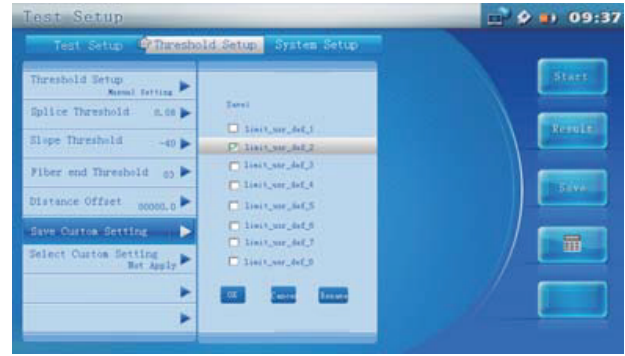 Test Setup
09:37
Test Setup
Threshold Setup
System Setup
Threshold Setup
Manual Setting
Splice Threshold 0.08
Slope Threshold -40
Fiber end Threshold 03
Distance Offset 00000.0
Save Custom Setting
Select Custom Setting
Not Apply
Save:
limit_usr_def_1
limit_usr_def_2
limit_usr_def_3
limit_usr_def_4
limit_usr_def_5
limit_usr_def_6
limit_usr_def_7
limit_usr_def_8
OK
Cancel
Rename
Start
Result
Save